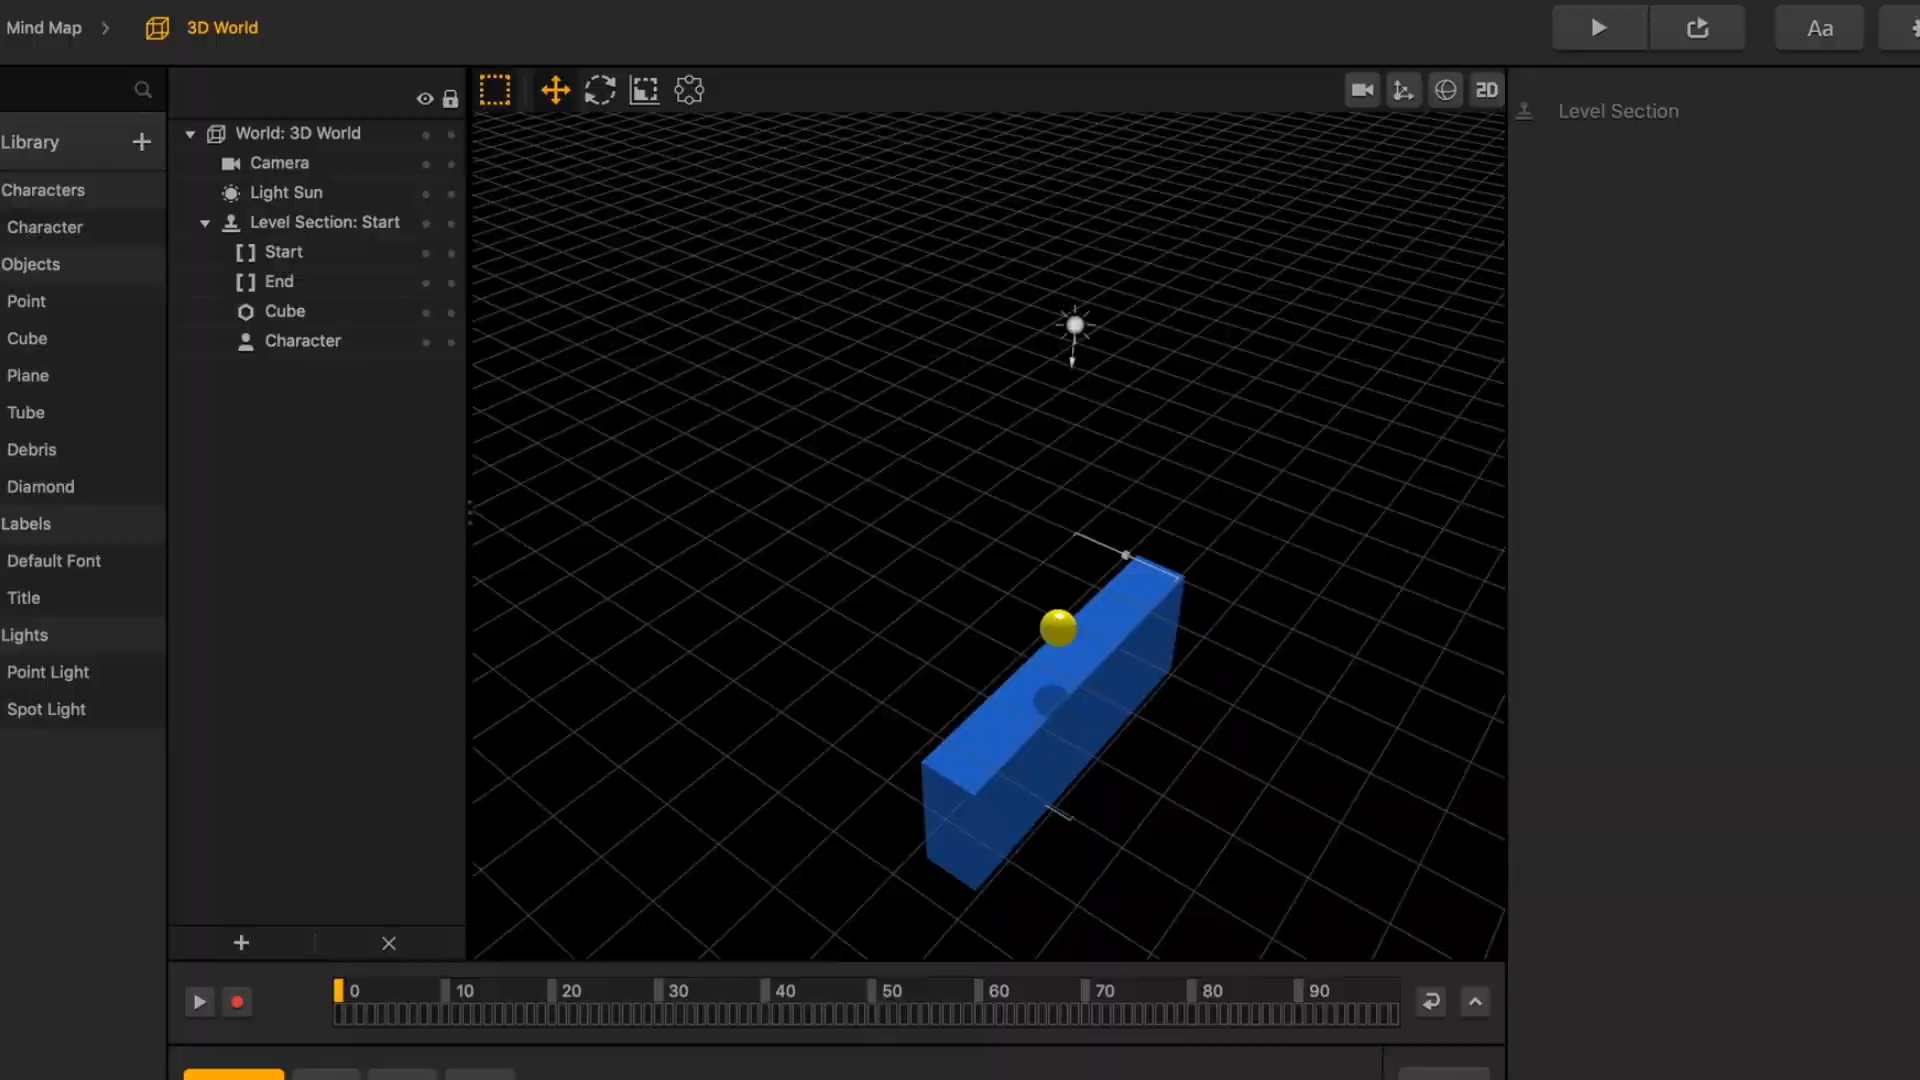 Mind Map
3D World
Aa
2D
Level Section
Library
Characters
Character
Objects
Point
Cube
Plane
Tube
Debris
Diamond
Labels
Default Font
Title
Lights
Point Light
Spot Light
World: 3D World
Camera
Light Sun
Level Section: Start
Start
End
Cube
Character
0 10 20 30 40 50 60 70 80 90